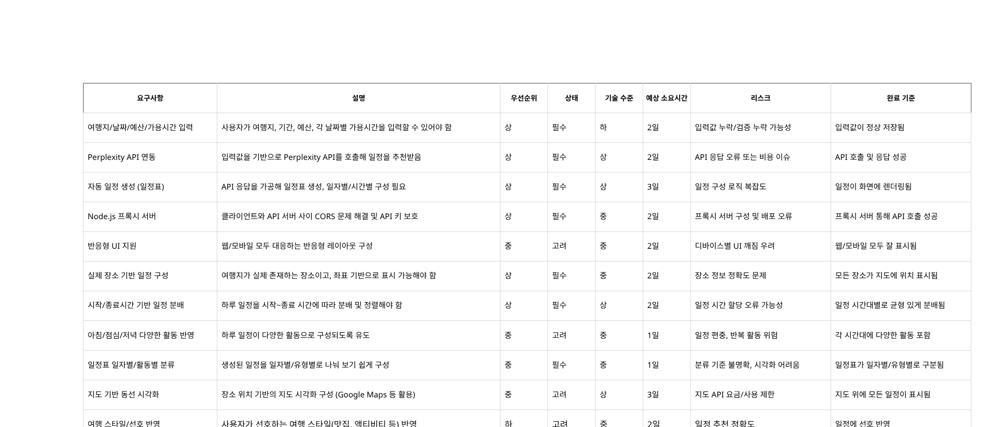 요구사항 설명 우선순위 상태 기술 수준 예상 소요시간 리스크 완료 기준
여행지/날짜/예산/가용시간 입력 사용자가 여행지, 기간, 예산, 각 날짜별 가용시간을 입력할 수 있어야 함 상 필수 하 2일 입력값 누락/검증 누락 가능성 입력값이 정상 저장됨
Perplexity API 연동 입력값을 기반으로 Perplexity API를 호출해 일정을 추천받음 상 필수 상 2일 API 응답 오류 또는 비용 이슈 API 호출 및 응답 성공
자동 일정 생성 (일정표) API 응답을 가공해 일정표 생성, 일자별/시간별 구성 필요 상 필수 상 3일 일정 구성 로직 복잡도 일정이 화면에 렌더링됨
Node.js 프록시 서버 클라이언트와 API 서버 사이 CORS 문제 해결 및 API 키 보호 상 필수 중 2일 프록시 서버 구성 및 배포 오류 프록시 서버 통해 API 호출 성공
반응형 UI 지원 웹/모바일 모두 대응하는 반응형 레이아웃 구성 중 고려 중 2일 디바이스별 UI 깨짐 우려 웹/모바일 모두 잘 표시됨
실제 장소 기반 일정 구성 여행지가 실제 존재하는 장소이고, 좌표 기반으로 표시 가능해야 함 상 필수 중 2일 장소 정보 정확도 문제 모든 장소가 지도에 위치 표시됨
시작/종료시간 기반 일정 분배 하루 일정을 시작~종료 시간에 따라 분배 및 정렬해야 함 상 필수 상 2일 일정 시간 할당 오류 가능성 일정 시간대별로 균형 있게 분배됨
아침/점심/저녁 다양한 활동 반영 하루 일정이 다양한 활동으로 구성되도록 유도 중 고려 중 1일 일정 편중, 반복 활동 위험 각 시간대에 다양한 활동 포함
일정표 일자별/활동별 분류 생성된 일정을 일자별/유형별로 나눠 보기 쉽게 구성 중 필수 중 1일 분류 기준 불명확, 시각화 어려움 일정표가 일자별/유형별로 구분됨
지도 기반 동선 시각화 장소 위치 기반의 지도 시각화 구성 (Google Maps 등 활용) 중 고려 상 3일 지도 API 요금/사용 제한 지도 위에 모든 일정이 표시됨
여행 스타일/선호 반영 사용자가 선호하는 여행 스타일(맛집, 액티비티 등) 반영 하 고려 중 2일 일정 추천 정확도 일정에 선호 반영